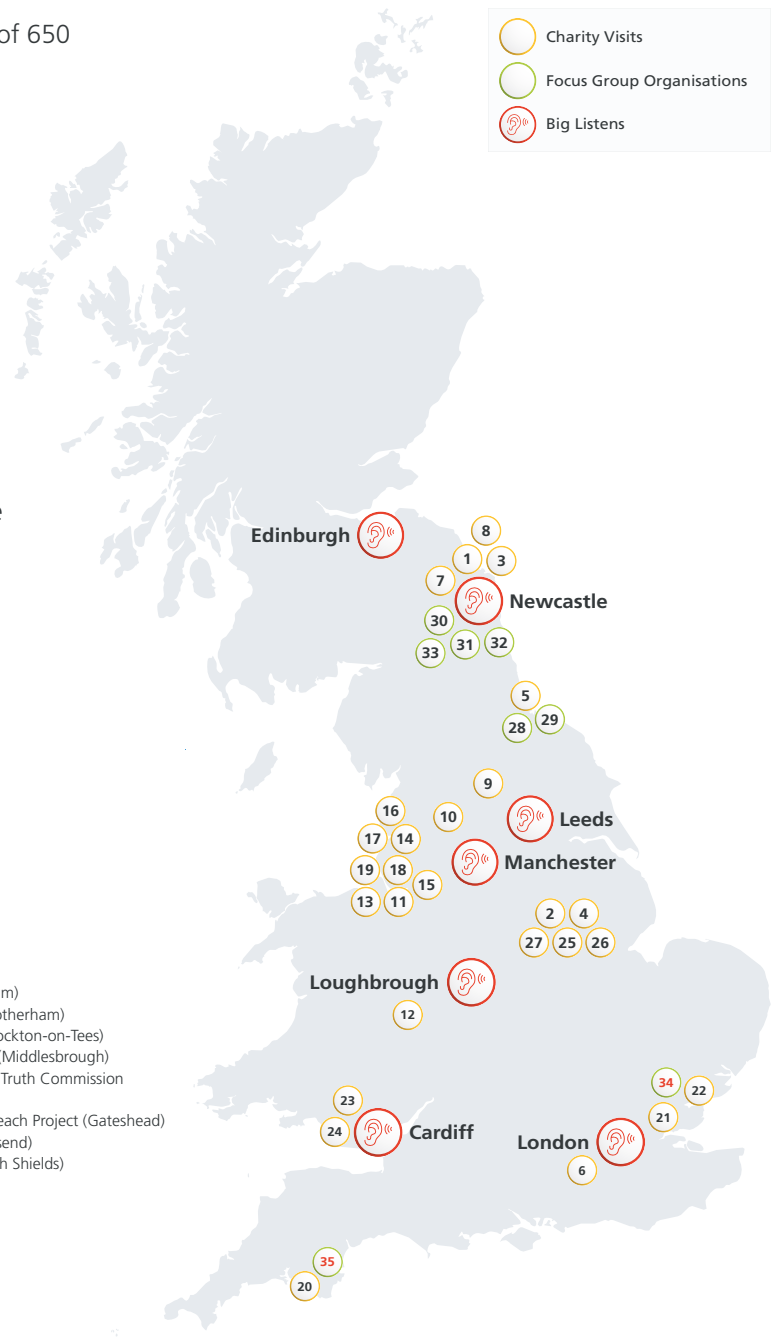 of 650
Charity Visits
Focus Group Organisations
Big Listens
Edinburgh
8
1
3
7
Newcastle
30
32
31
33
5
29
28
9
16
10
Leeds
17
14
Manchester
19
18
15
13
11
2
4
27
25
26
Loughbrough
12
otherham)
ockton-on-Tees)
(Middlesbrough)
Truth Commission
34
22
23
21
each Project (Gateshead)
24
Cardiff
London
send)
h Shields)
6
35
20